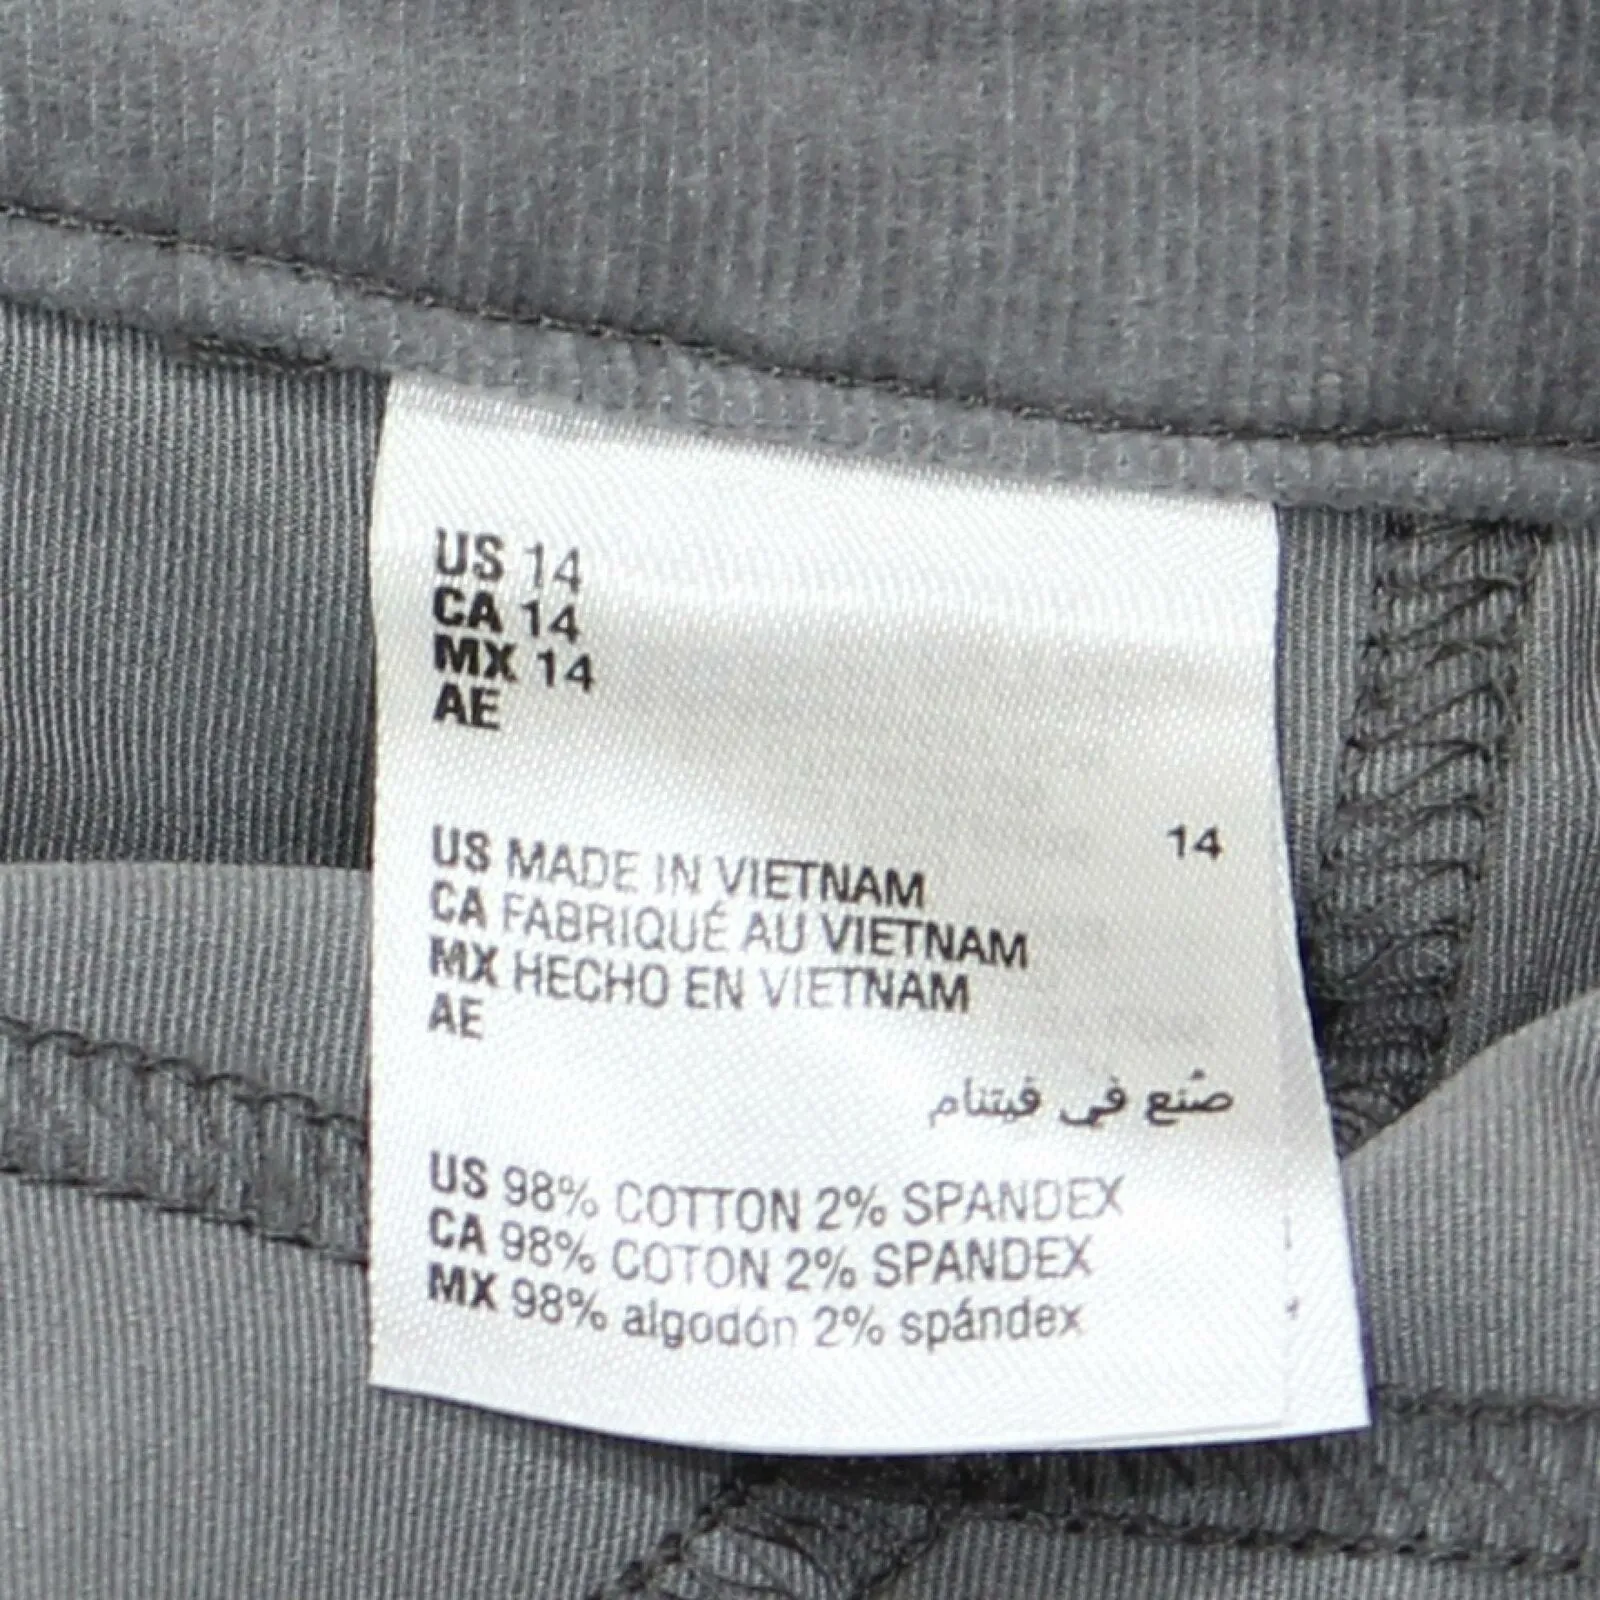 US 14
CA 14
MX 14
AE
14
US MADE IN VIETNAM
CA FABRIQUÉ AU VIETNAM
MX HECHO EN VIETNAM
AE
صُنع في فيتنام
US 98% COTTON 2% SPANDEX
CA 98% COTON 2% SPANDEX
MX 98% algodón 2% spándex